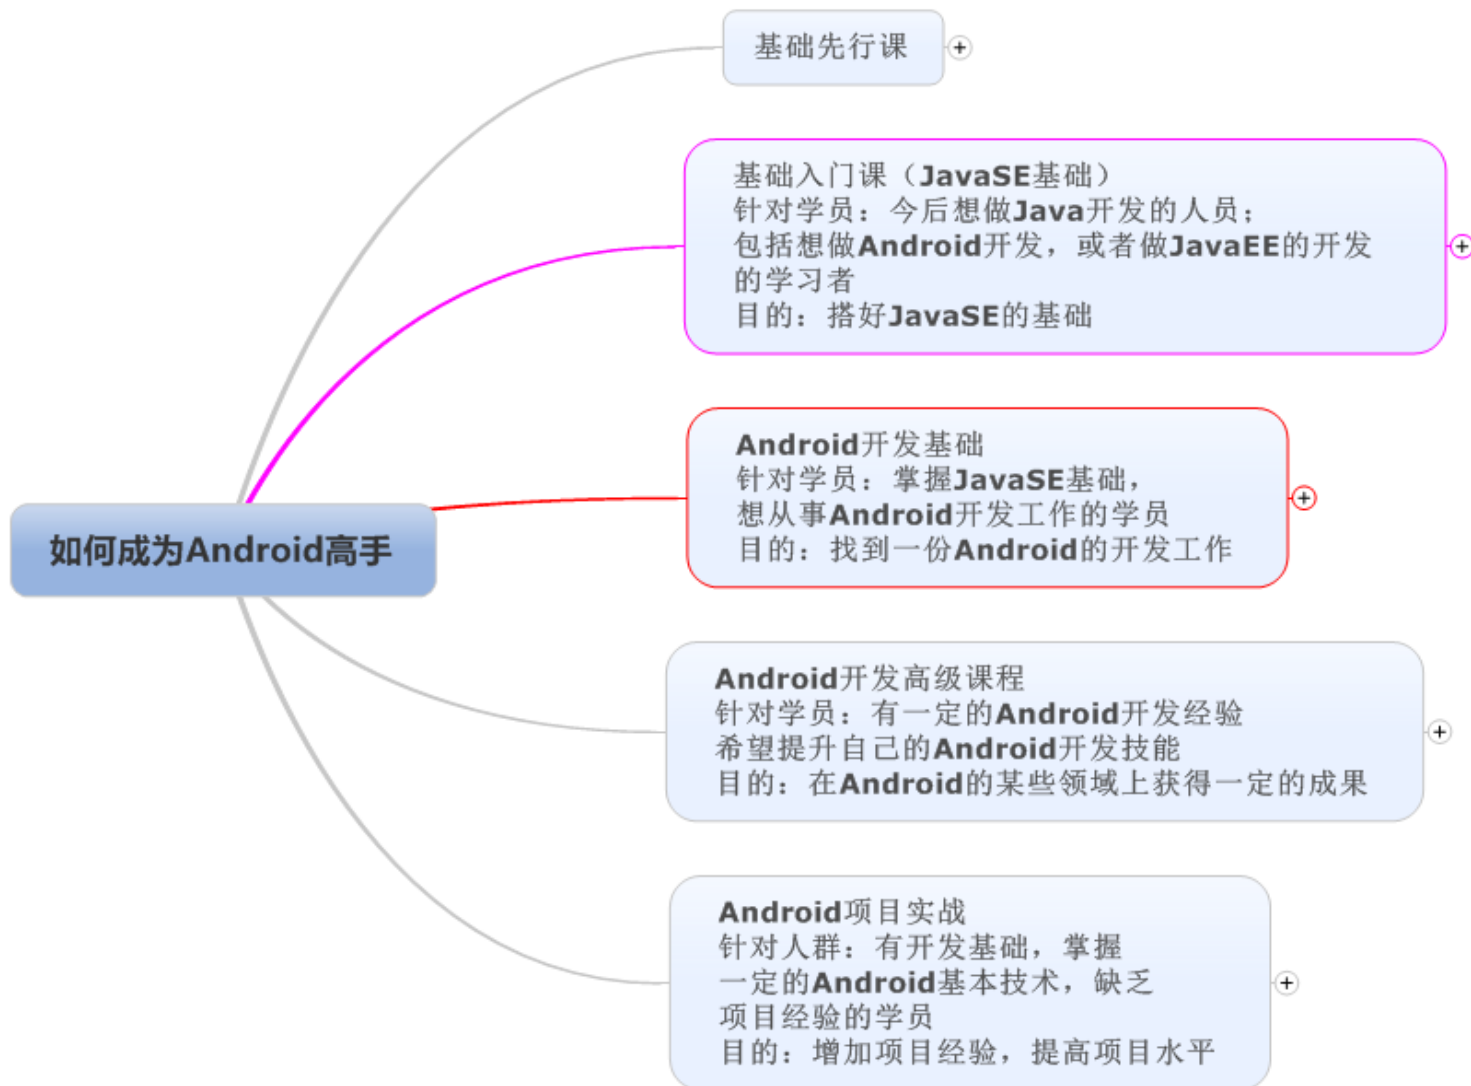 基础先行课
基础入门课（JavaSE基础）
针对学员：今后想做Java开发的人员；
包括想做Android开发，或者做JavaEE的开发
的学习者
目的：搭好JavaSE的基础
Android开发基础
针对学员：掌握JavaSE基础，
想从事Android开发工作的学员
目的：找到一份Android的开发工作
如何成为Android高手
Android开发高级课程
针对学员：有一定的Android开发经验
希望提升自己的Android开发技能
目的：在Android的某些领域上获得一定的成果
Android项目实战
针对人群：有开发基础，掌握
一定的Android基本技术，缺乏
项目经验的学员
目的：增加项目经验，提高项目水平